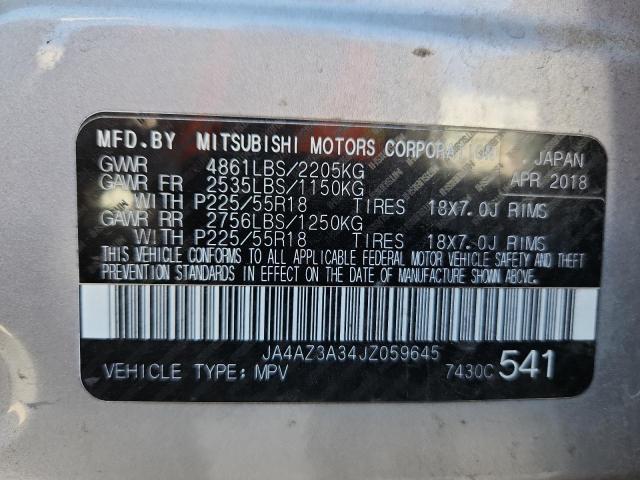 MFD.BY MITSUBISHI MOTORS CORPORATION JAPAN
GWWR 4861LBS/2205KG APR 2018
GAWR FR 2535LBS/1150KG
WITH P225/55R18 TIRES 18X7.0J RIMS
GAWR RR 2756LBS/1250KG
WITH P225/55R18 TIRES 18X7.0J RIMS
THIS VEHICLE CONFORMS TO ALL APPLICABLE FEDERAL MOTOR VEHICLE SAFETY AND THEFT
PREVENTION STANDARDS IN EFFECT ON THE DATE OF MANUFACTURE SHOWN ABOVE.
JA4AZ3A34JZ059645
VEHICLE TYPE: MPV 7430C 541